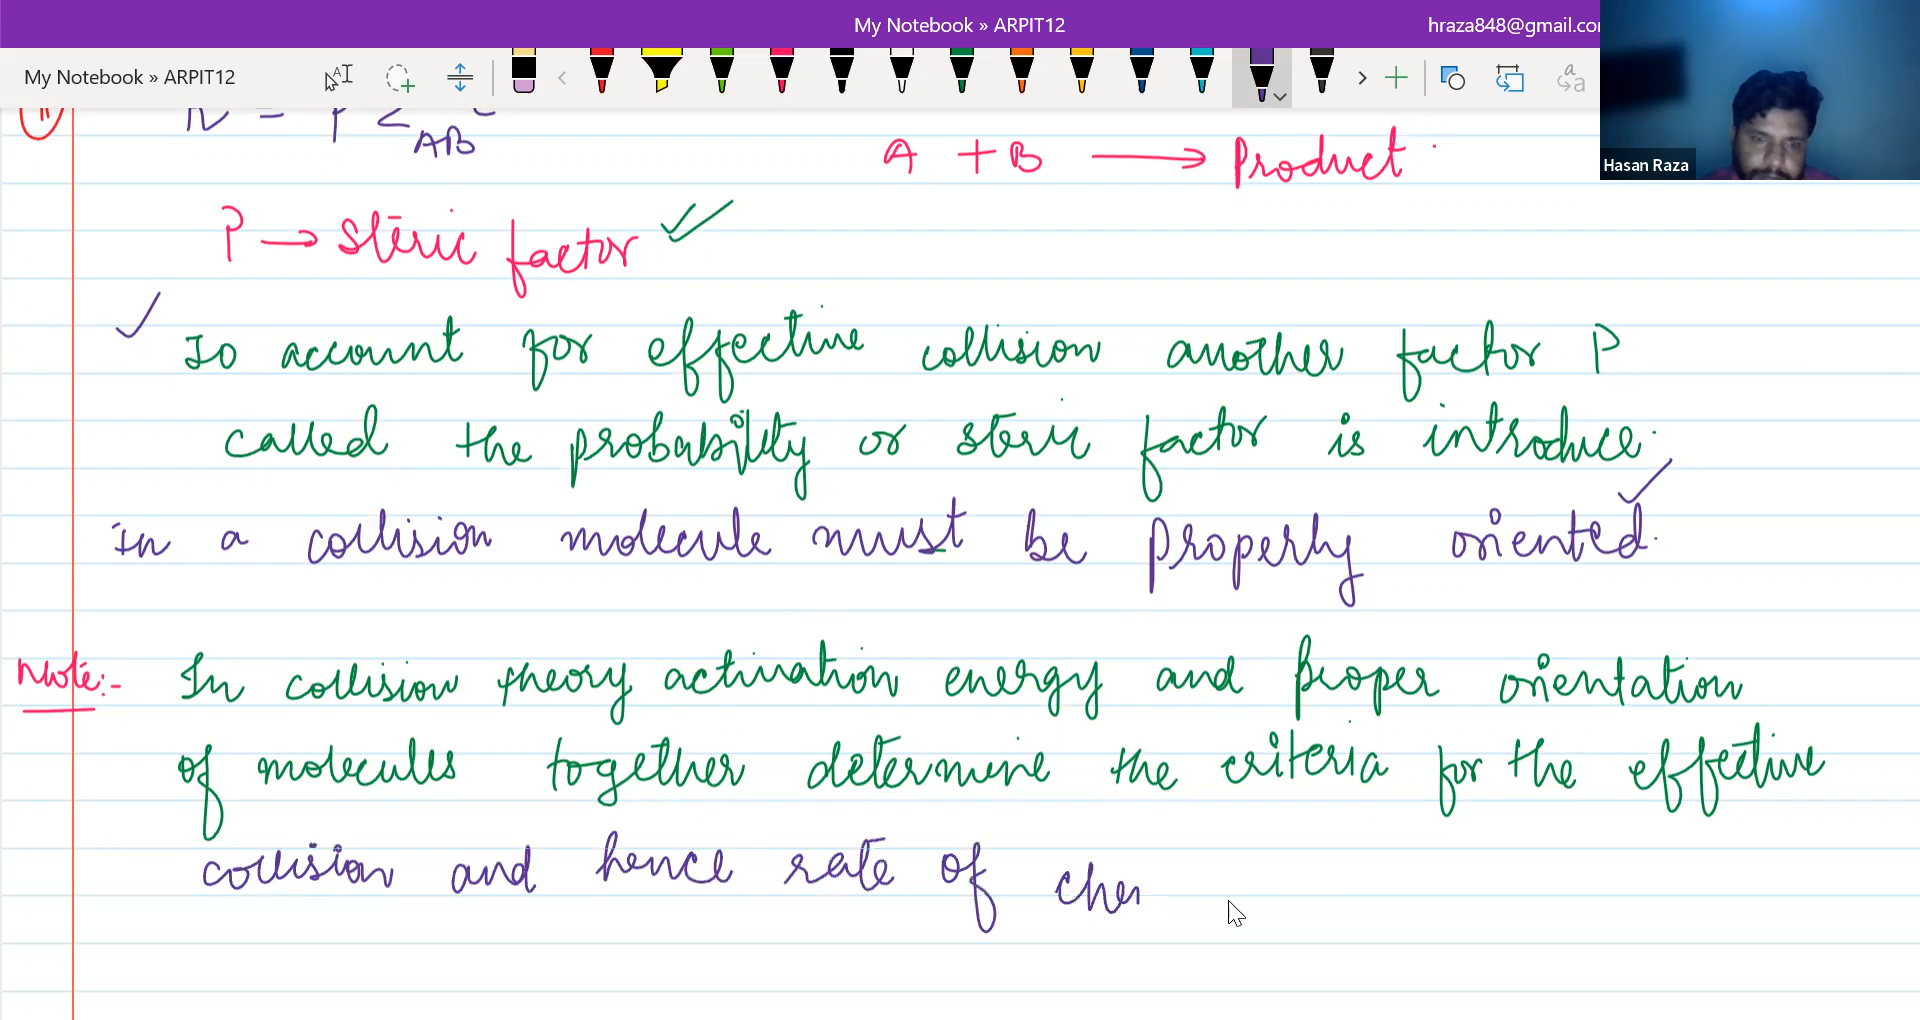 My Notebook » ARPIT12
hraza848@gmail.co
My Notebook » ARPIT12
Hasan Raza
AB
A + B → Product
P → Steric factor
To account for effective collision another factor P
called the probability or steric factor is introduce.
In a collision molecule must be properly oriented.
Note:- In collision theory activation energy and proper orientation
of molecules together determine the criteria for the effective
collision and hence rate of che